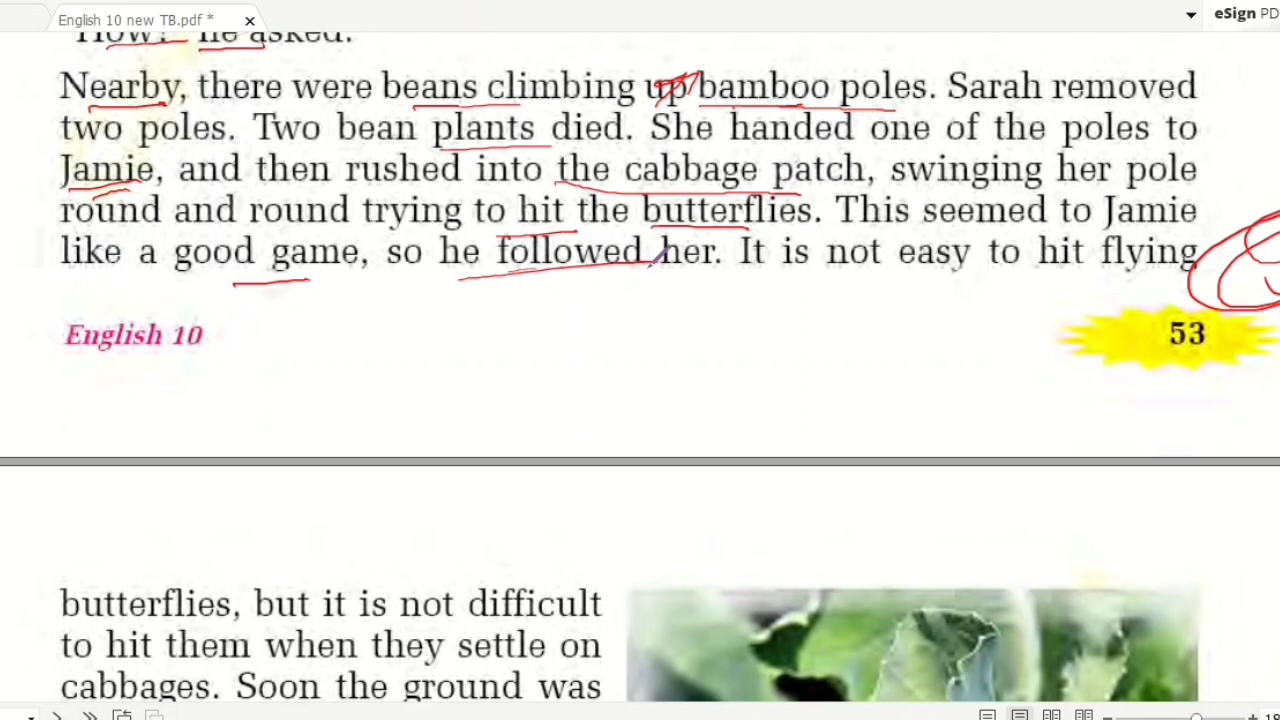 English 10 new TB.pdf *
eSign PD
"How?" he asked.
Nearby, there were beans climbing up bamboo poles. Sarah removed
two poles. Two bean plants died. She handed one of the poles to
Jamie, and then rushed into the cabbage patch, swinging her pole
round and round trying to hit the butterflies. This seemed to Jamie
like a good game, so he followed her. It is not easy to hit flying
English 10
53
butterflies, but it is not difficult
to hit them when they settle on
cabbages. Soon the ground was